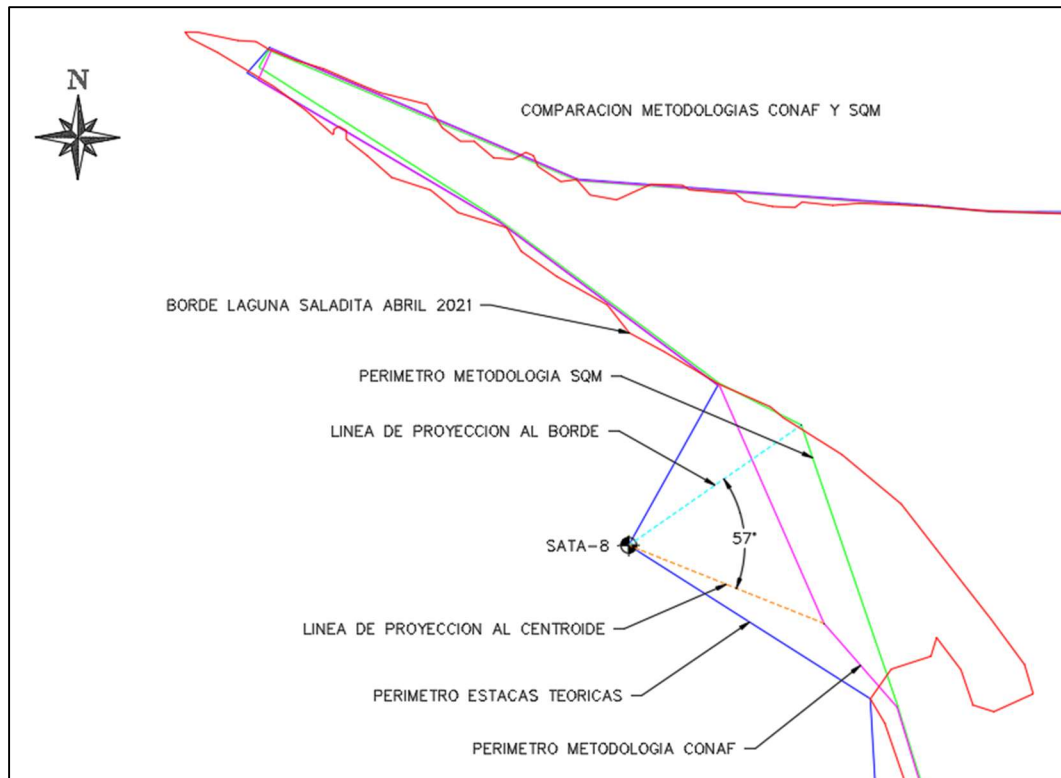 N
COMPARACION METODOLOGIAS CONAF Y SQM
BORDE LAGUNA SALADITA ABRIL 2021
PERIMETRO METODOLOGIA SQM
LINEA DE PROYECCION AL BORDE
SATA-8
57°
LINEA DE PROYECCION AL CENTROIDE
PERIMETRO ESTACAS TEORICAS
PERIMETRO METODOLOGIA CONAF